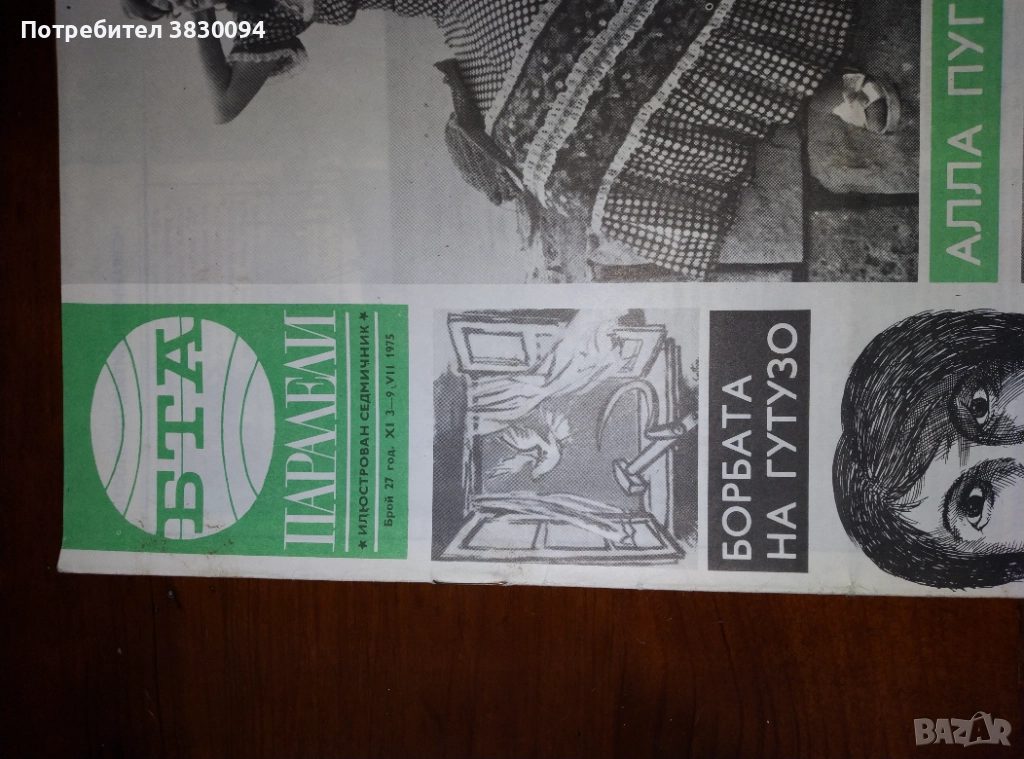 Потребител 3830094
БТА
ПАРАЛЕЛИ
★ ИЛЮСТРОВАН СЕДМИЧНИК ★
Брой 27 год. XI 3—9.VII 1975
БОРБАТА
НА ГУТУЗО
АЛЛА ПУГ
BAZAR